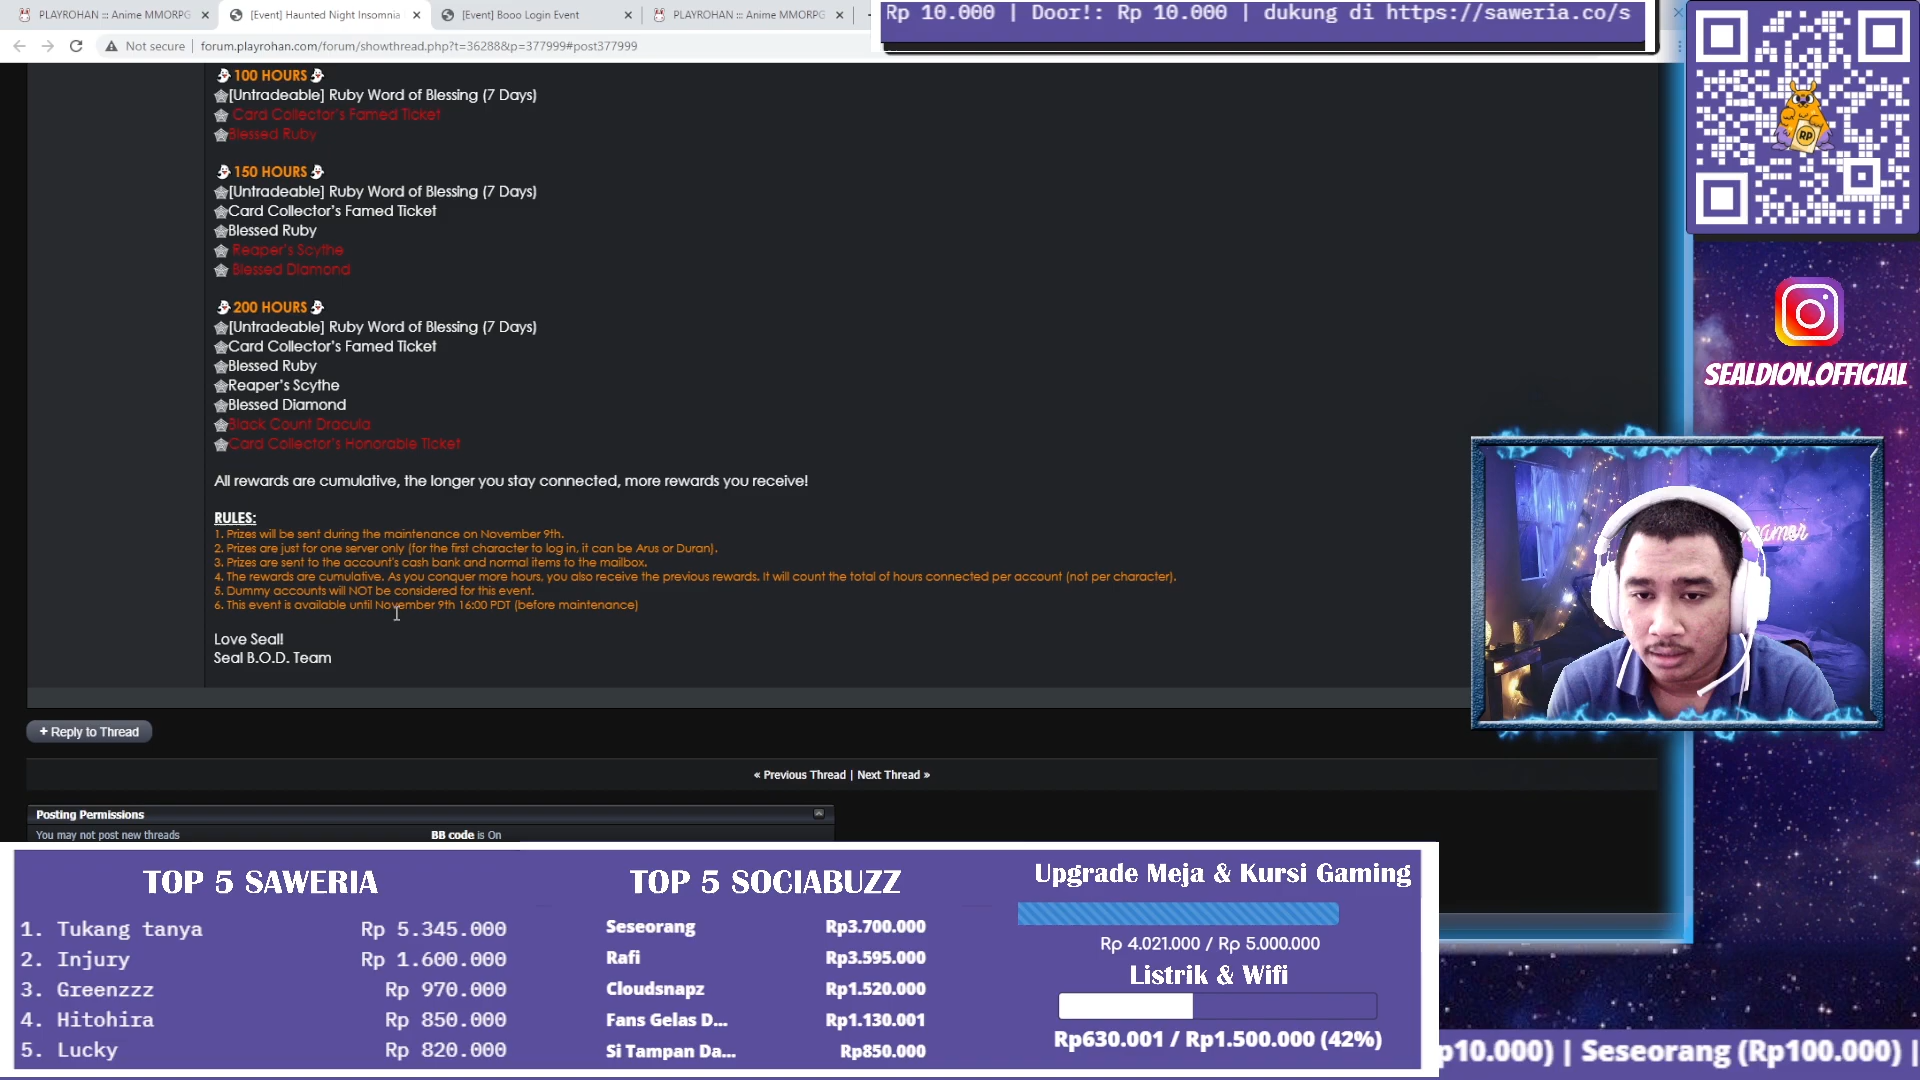 PLAYROHAN ::: Anime MMORPG
[Event] Haunted Night Insomnia
[Event] Booo Login Event
PLAYROHAN ::: Anime MMORPG
Rp 10.000 | Door!: Rp 10.000 | dukung di https://saweria.co/s
Not secure
forum.playrohan.com/forum/showthread.php?t=36288&p=377999#post377999
100 HOURS
[Untradeable] Ruby Word of Blessing (7 Days)
Card Collector's Famed Ticket
Blessed Ruby
150 HOURS
[Untradeable] Ruby Word of Blessing (7 Days)
Card Collector's Famed Ticket
Blessed Ruby
Reaper's Scythe
Blessed Diamond
200 HOURS
[Untradeable] Ruby Word of Blessing (7 Days)
Card Collector's Famed Ticket
Blessed Ruby
Reaper's Scythe
Blessed Diamond
Black Count Dracula
Card Collector's Honorable Ticket
All rewards are cumulative, the longer you stay connected, more rewards you receive!
RULES:
1. Prizes will be sent during the maintenance on November 9th.
2. Prizes are just for one server only (for the first character to log in, it can be Arus or Duran).
3. Prizes are sent to the account's cash bank and normal items to the mailbox.
4. The rewards are cumulative. As you conquer more hours, you also receive the previous rewards. It will count the total of hours connected per account (not per character).
5. Dummy accounts will NOT be considered for this event.
6. This event is available until November 9th 16:00 PDT (before maintenance)
Love Seal!
Seal B.O.D. Team
+ Reply to Thread
« Previous Thread | Next Thread »
Posting Permissions
You may not post new threads
BB code is On
RP
SEALDION.OFFICIAL
TOP 5 SAWERIA
1. Tukang tanya Rp 5.345.000
2. Injury Rp 1.600.000
3. Greenzzz Rp 970.000
4. Hitohira Rp 850.000
5. Lucky Rp 820.000
TOP 5 SOCIABUZZ
Seseorang Rp3.700.000
Rafi Rp3.595.000
Cloudsnapz Rp1.520.000
Fans Gelas D... Rp1.130.001
Si Tampan Da... Rp850.000
Upgrade Meja & Kursi Gaming
Rp 4.021.000 / Rp 5.000.000
Listrik & Wifi
Rp630.001 / Rp1.500.000 (42%)
p10.000) | Seseorang (Rp100.000) |